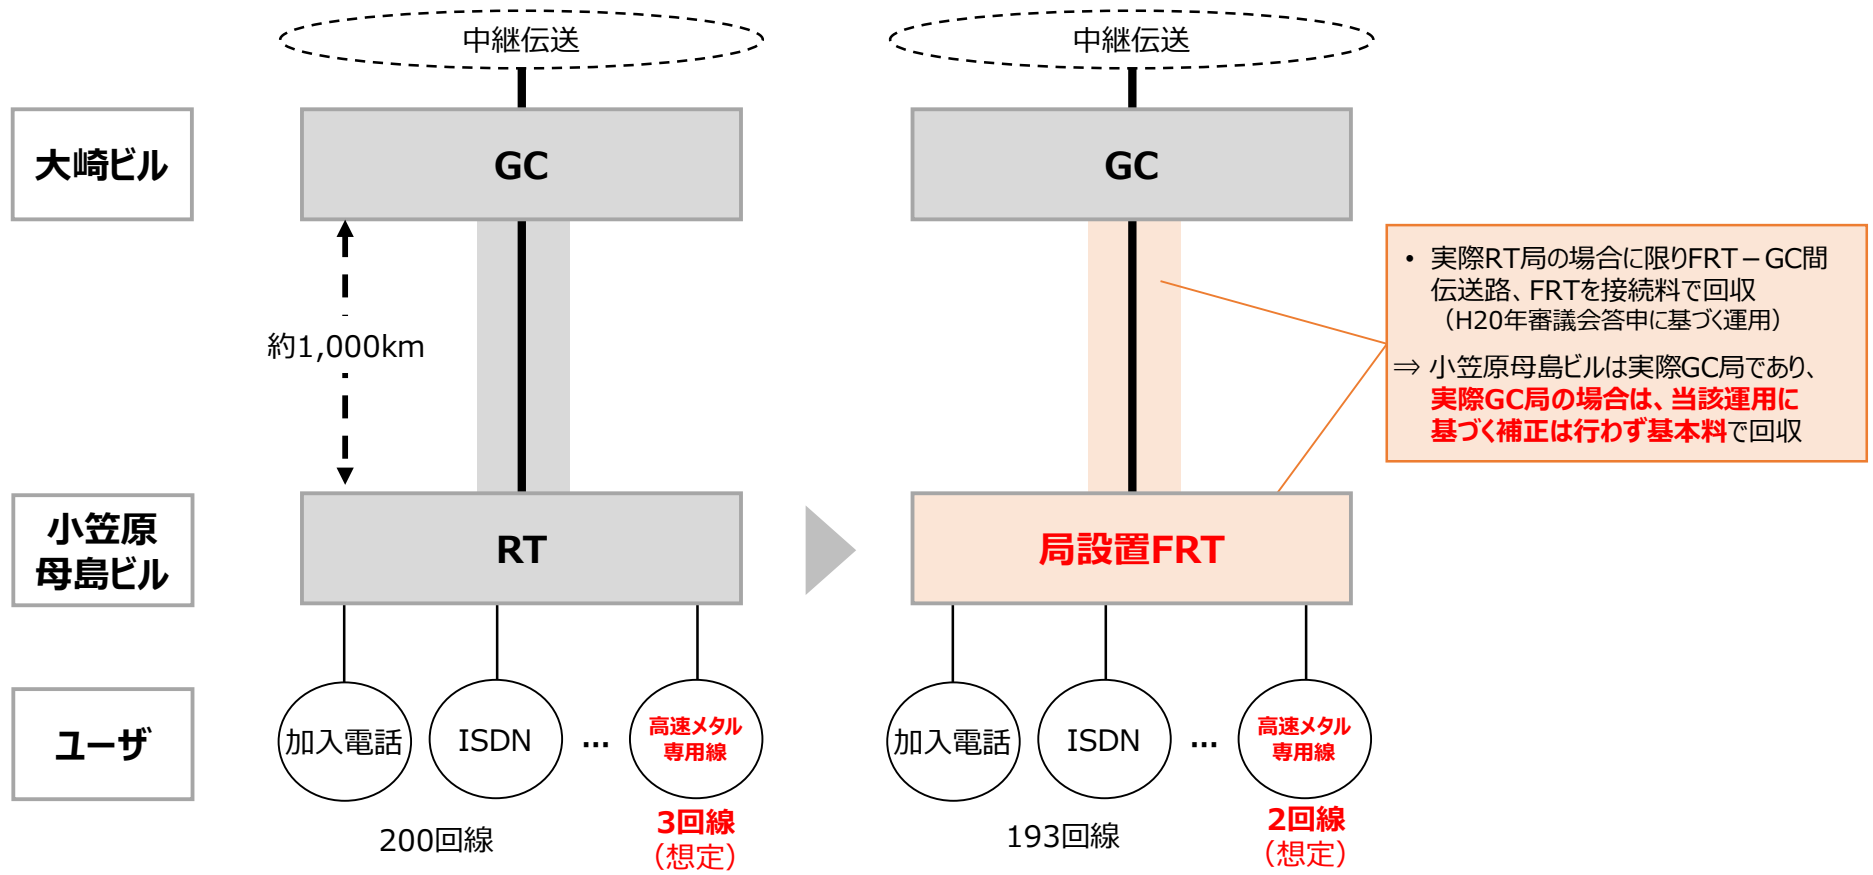 中継伝送
中継伝送
大崎ビル
GC
GC
約1,000km
• 実際RT局の場合に限りFRT－GC間
伝送路、FRTを接続料で回収
（H20年審議会答申に基づく運用）
⇒ 小笠原母島ビルは実際GC局であり、
実際GC局の場合は、当該運用に
基づく補正は行わず基本料で回収
小笠原
母島ビル
RT
局設置FRT
ユーザ
加入電話
ISDN
…
高速メタル
専用線
加入電話
ISDN
…
高速メタル
専用線
200回線
3回線
（想定）
193回線
2回線
（想定）